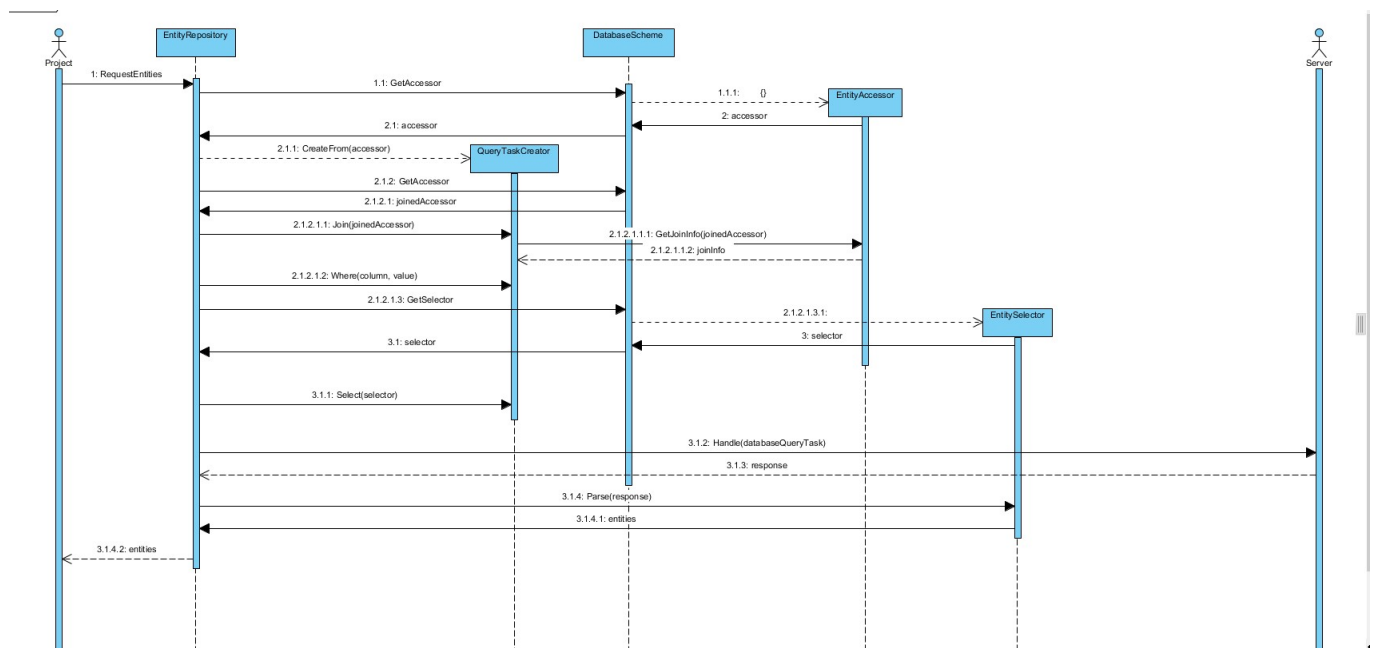 EntityRepository
DatabaseScheme
Project
Server
1: RequestEntities
1.1: GetAccessor
1.1.1: {}
EntityAccessor
2: accessor
2.1: accessor
2.1.1: CreateFrom(accessor)
QueryTaskCreator
2.1.2: GetAccessor
2.1.2.1: joinedAccessor
2.1.2.1.1: Join(joinedAccessor)
2.1.2.1.1.1: GetJoinInfo(joinedAccessor)
2.1.2.1.1.2: joinInfo
2.1.2.1.2: Where(column, value)
2.1.2.1.3: GetSelector
2.1.2.1.3.1:
EntitySelector
3: selector
3.1: selector
3.1.1: Select(selector)
3.1.2: Handle(databaseQueryTask)
3.1.3: response
3.1.4: Parse(response)
3.1.4.1: entities
3.1.4.2: entities